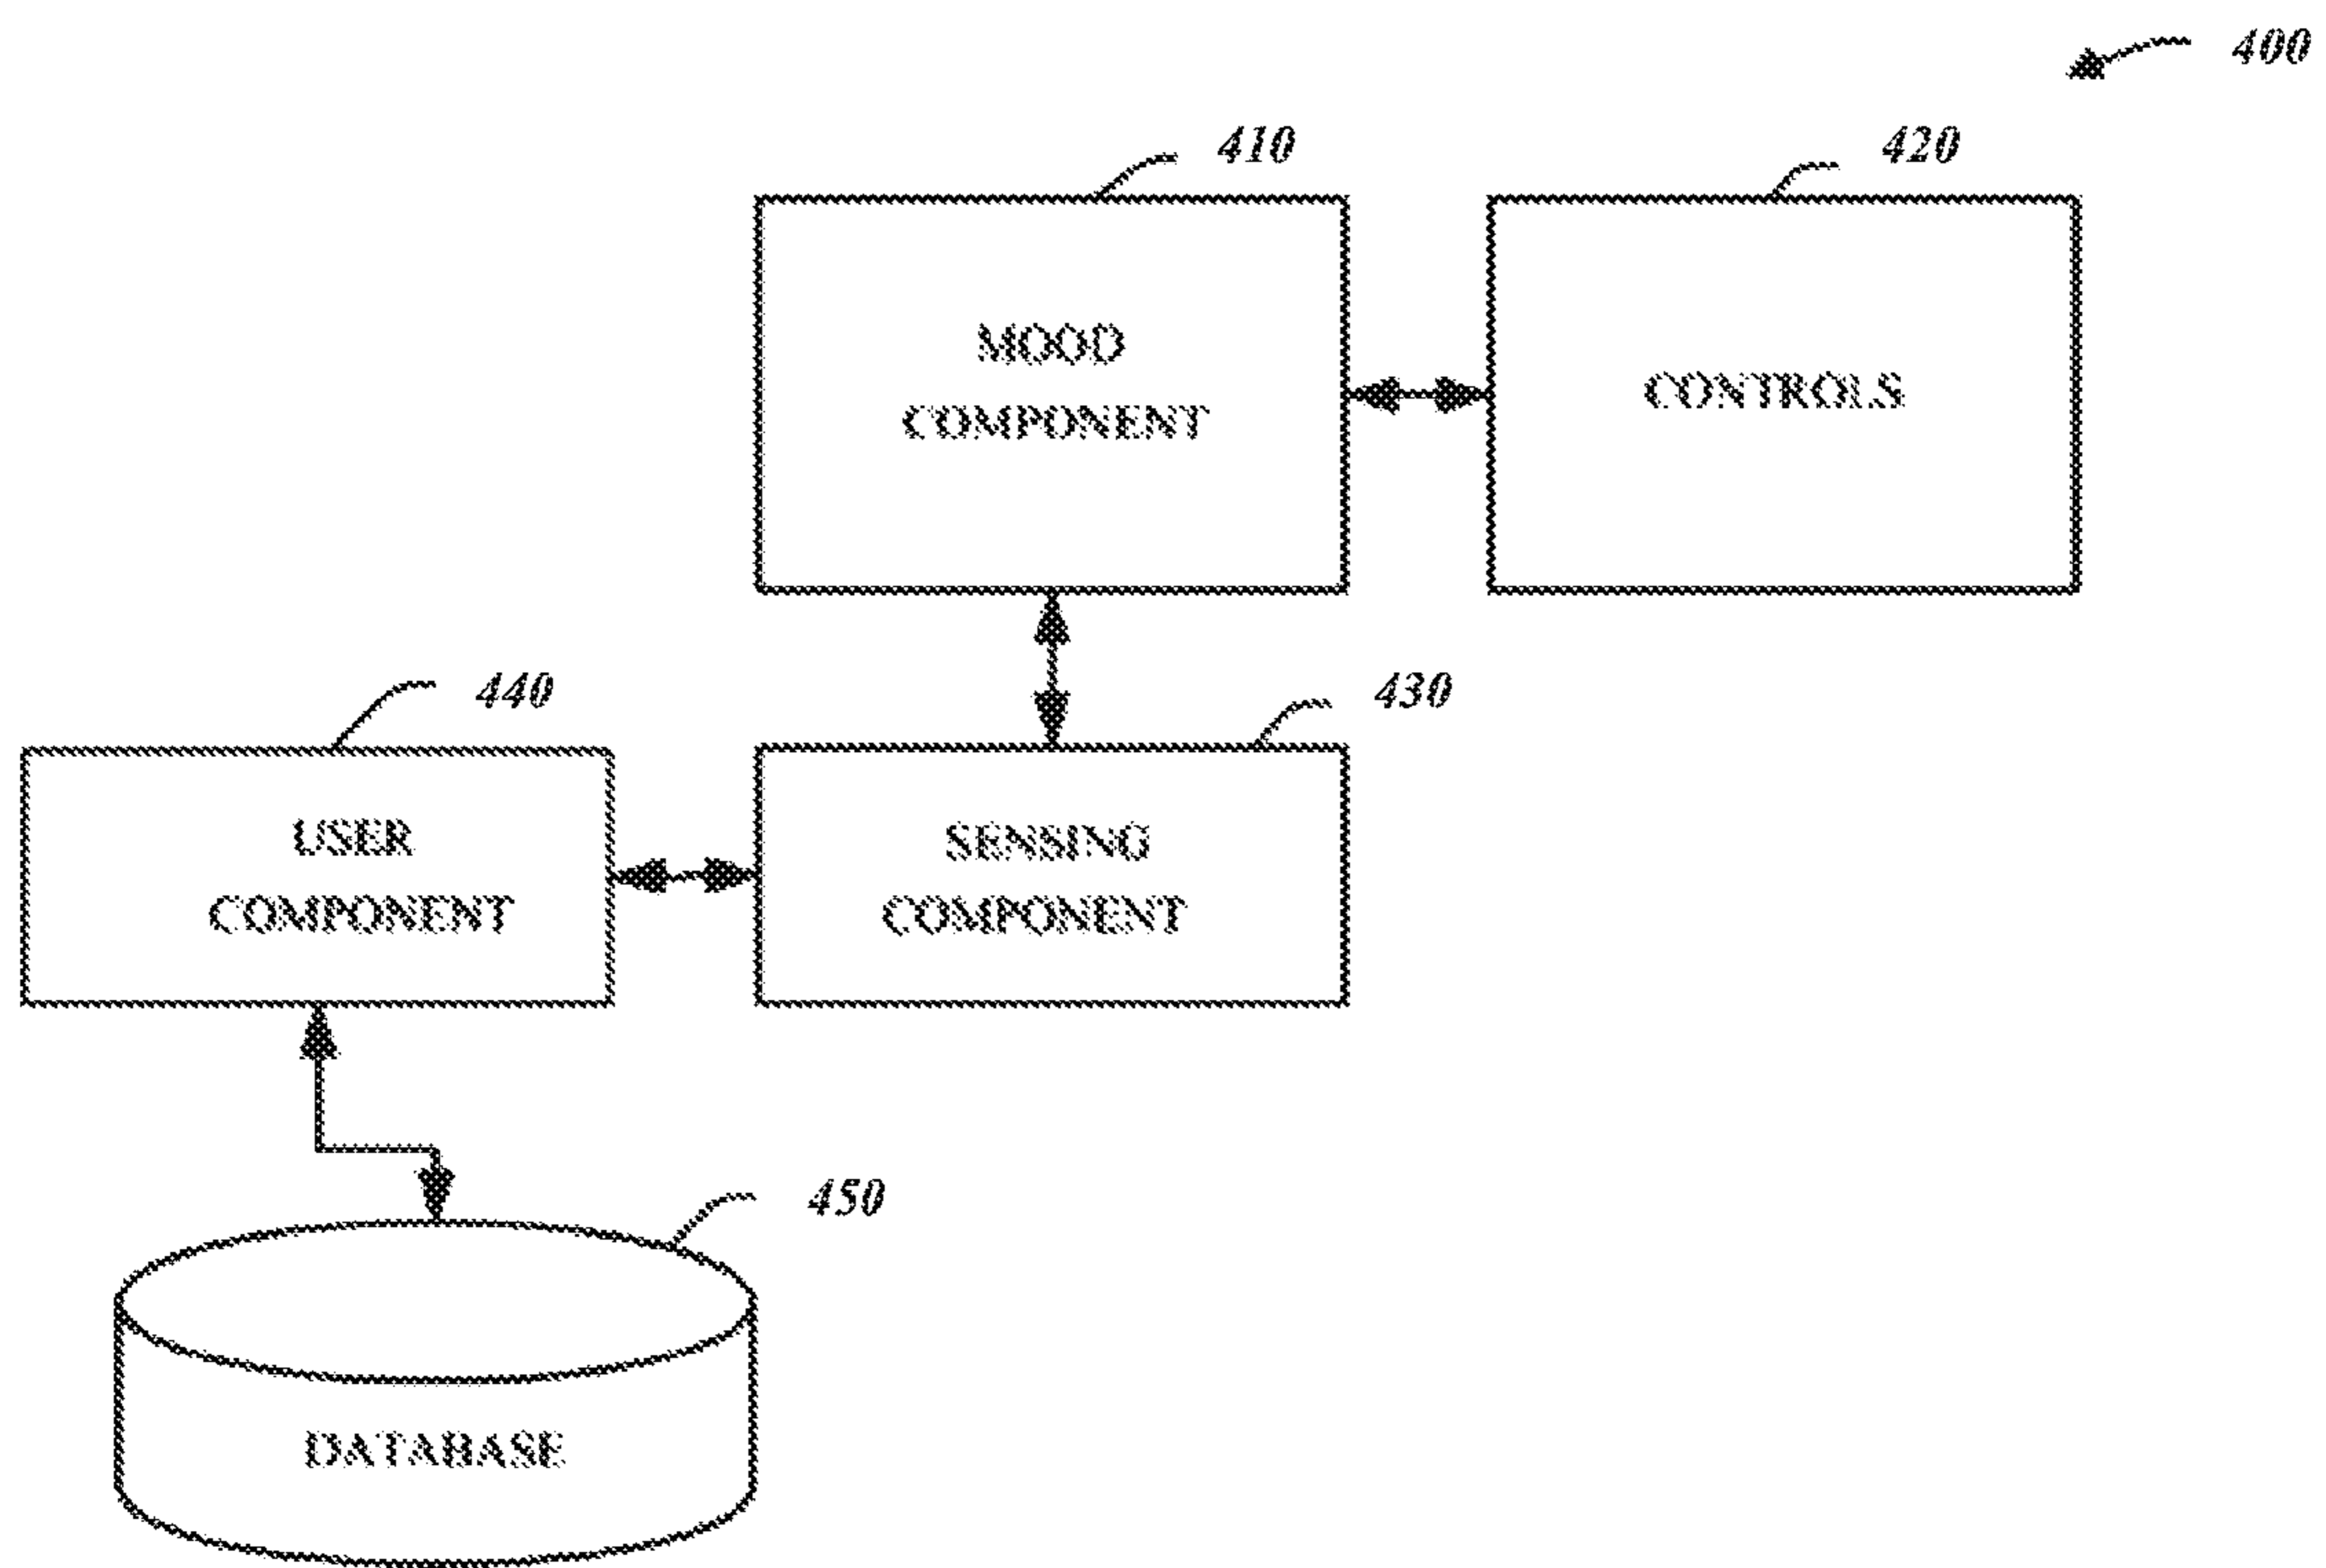 400
410
420
MOOD
COMPONENT
CONTROLS
440
430
USER
COMPONENT
SENSING
COMPONENT
450
DATABASE